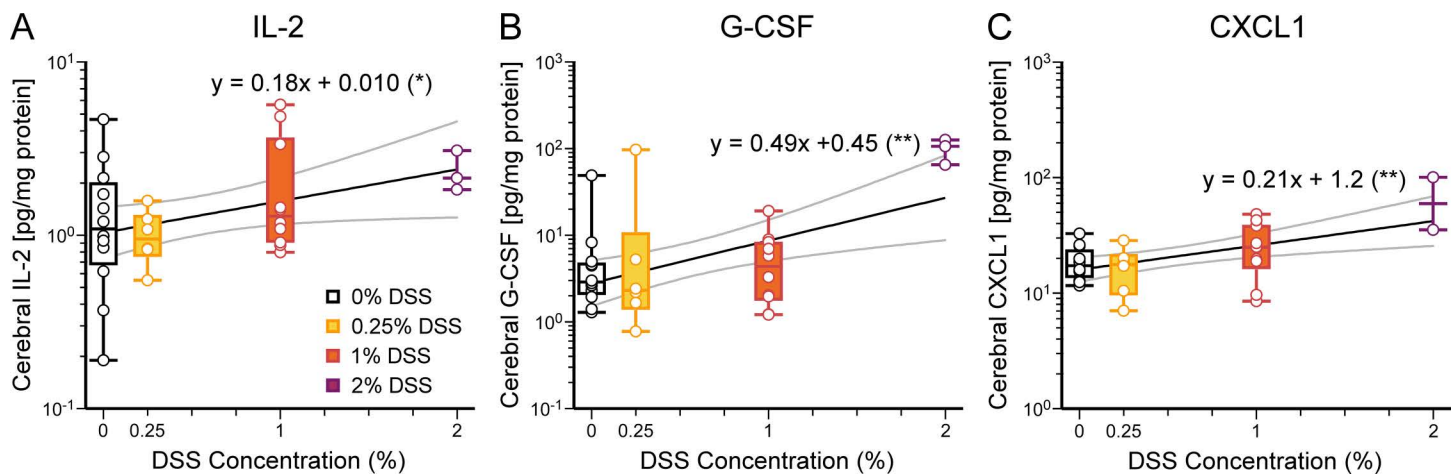 A IL-2
Cerebral IL-2 [pg/mg protein]
10¹
10⁰
10⁻¹
y = 0.18x + 0.010 (*)
0% DSS
0.25% DSS
1% DSS
2% DSS
0 0.25 1 2
DSS Concentration (%)
B G-CSF
Cerebral G-CSF [pg/mg protein]
10³
10²
10¹
10⁰
10⁻¹
y = 0.49x +0.45 (**)
0 0.25 1 2
DSS Concentration (%)
C CXCL1
Cerebral CXCL1 [pg/mg protein]
10³
10²
10¹
10⁰
y = 0.21x + 1.2 (**)
0 0.25 1 2
DSS Concentration (%)